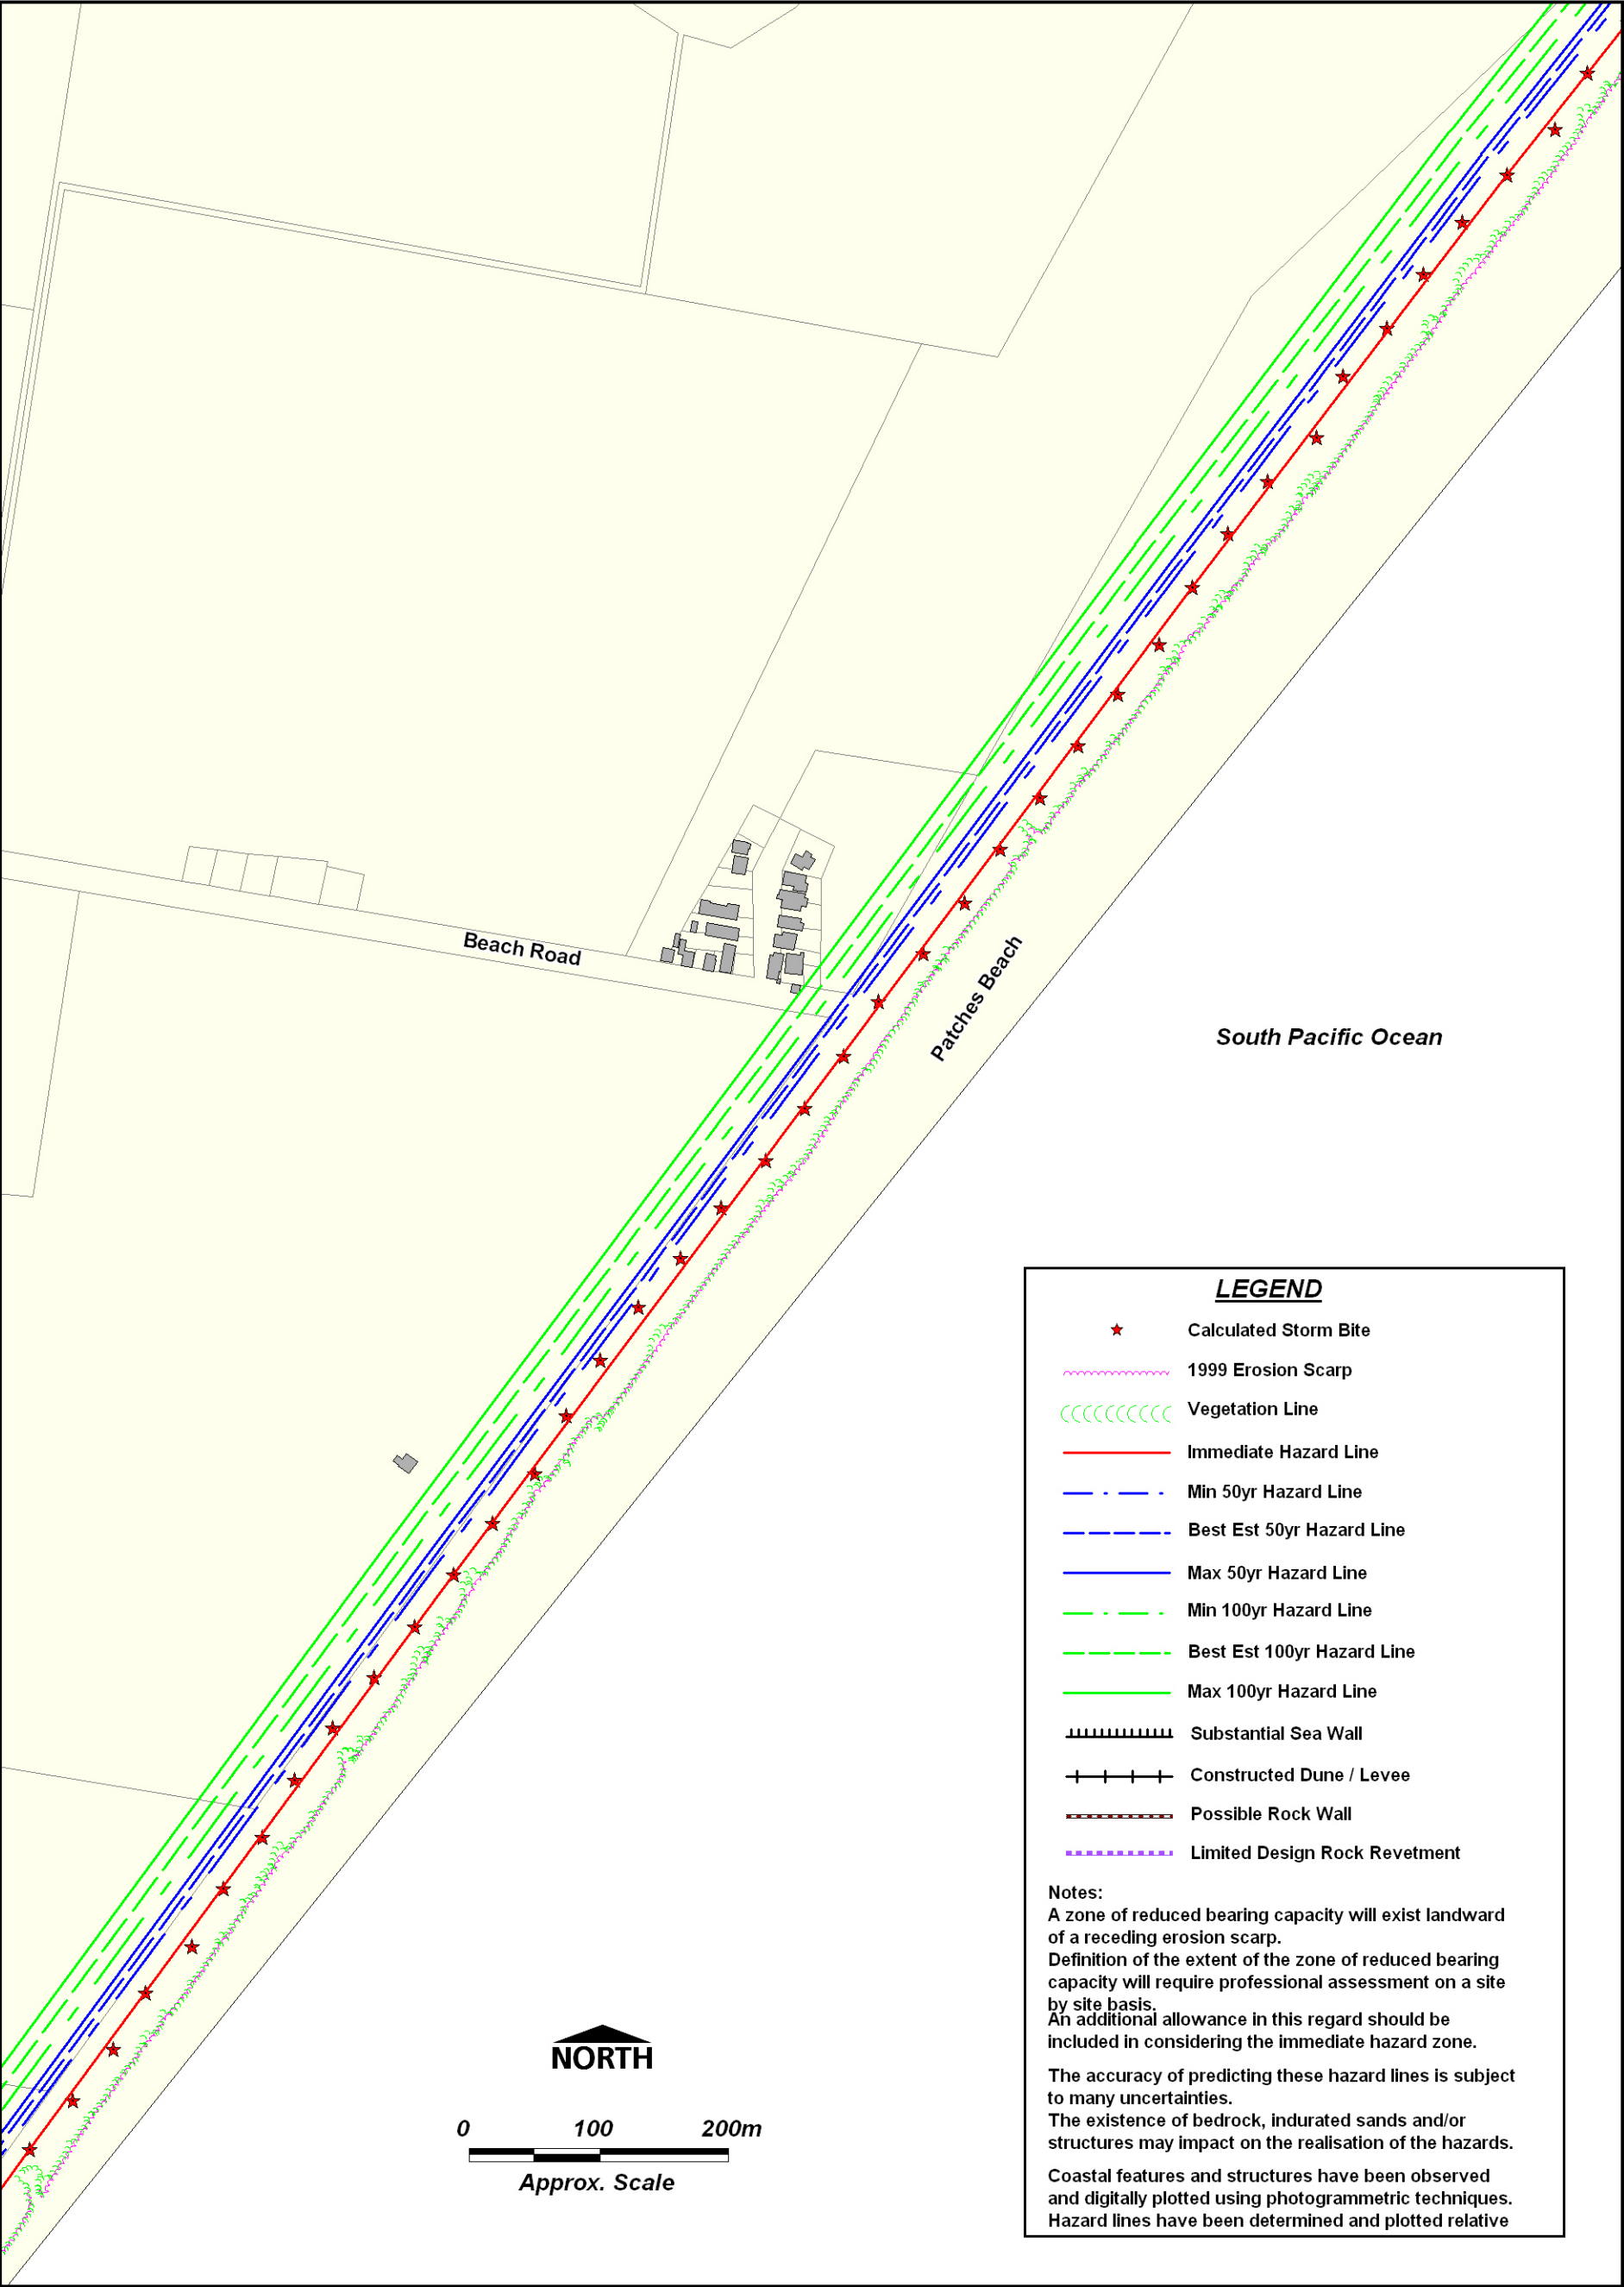 Beach Road
Patches Beach
South Pacific Ocean
LEGEND
Calculated Storm Bite
1999 Erosion Scarp
Vegetation Line
Immediate Hazard Line
Min 50yr Hazard Line
Best Est 50yr Hazard Line
Max 50yr Hazard Line
Min 100yr Hazard Line
Best Est 100yr Hazard Line
Max 100yr Hazard Line
Substantial Sea Wall
Constructed Dune / Levee
Possible Rock Wall
Limited Design Rock Revetment
Notes:
A zone of reduced bearing capacity will exist landward
of a receding erosion scarp.
Definition of the extent of the zone of reduced bearing
capacity will require professional assessment on a site
by site basis.
An additional allowance in this regard should be
included in considering the immediate hazard zone.
The accuracy of predicting these hazard lines is subject
to many uncertainties.
The existence of bedrock, indurated sands and/or
structures may impact on the realisation of the hazards.
Coastal features and structures have been observed
and digitally plotted using photogrammetric techniques.
Hazard lines have been determined and plotted relative
NORTH
0 100 200m
Approx. Scale